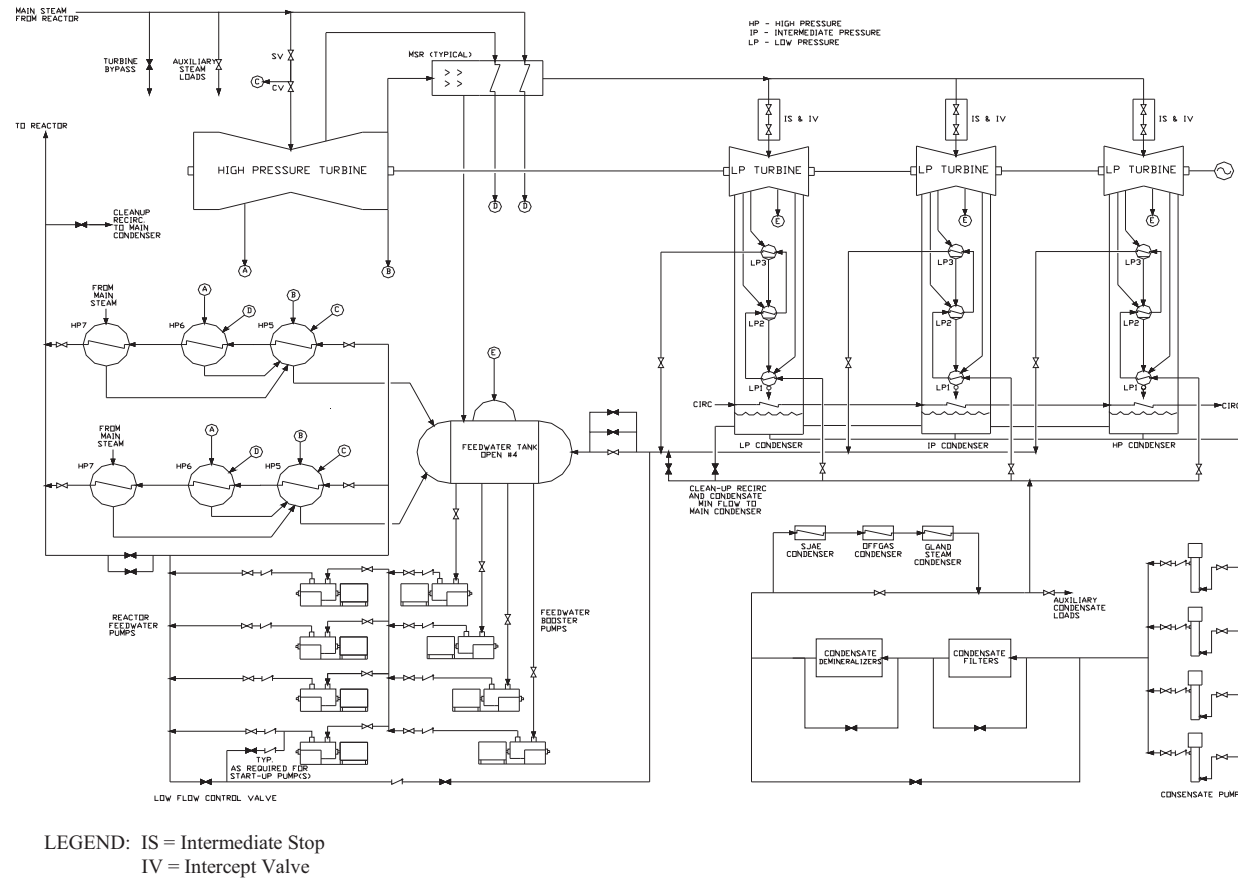 MAIN STEAM
FROM REACTOR
HP - HIGH PRESSURE
IP - INTERMEDIATE PRESSURE
LP - LOW PRESSURE
TURBINE
BYPASS
AUXILIARY
STEAM
LOADS
SV
C
CV
MSR (TYPICAL)
> >
> >
TO REACTOR
IS & IV
IS & IV
IS & IV
HIGH PRESSURE TURBINE
LP TURBINE
LP TURBINE
LP TURBINE
CLEANUP
RECIRC.
TO MAIN
CONDENSER
D
D
E
E
E
A
B
LP3
LP3
LP3
LP2
LP2
LP2
LP1
LP1
LP1
FROM
MAIN
STEAM
A
D
B
C
HP7
HP6
HP5
E
CIRC
CIRC
LP CONDENSER
IP CONDENSER
HP CONDENSER
FROM
MAIN
STEAM
A
D
B
C
HP7
HP6
HP5
FEEDWATER TANK
OPEN #4
CLEAN-UP RECIRC
AND CONDENSATE
MIN FLOW TO
MAIN CONDENSER
SJAE
CONDENSER
OFFGAS
CONDENSER
GLAND
STEAM
CONDENSER
AUXILIARY
CONDENSATE
LOADS
REACTOR
FEEDWATER
PUMPS
FEEDWATER
BOOSTER
PUMPS
CONDENSATE
DEMINERALIZERS
CONDENSATE
FILTERS
TYP.
AS REQUIRED FOR
START-UP PUMP(S)
LOW FLOW CONTROL VALVE
CONSENSATE PUMP
LEGEND: IS = Intermediate Stop
IV = Intercept Valve